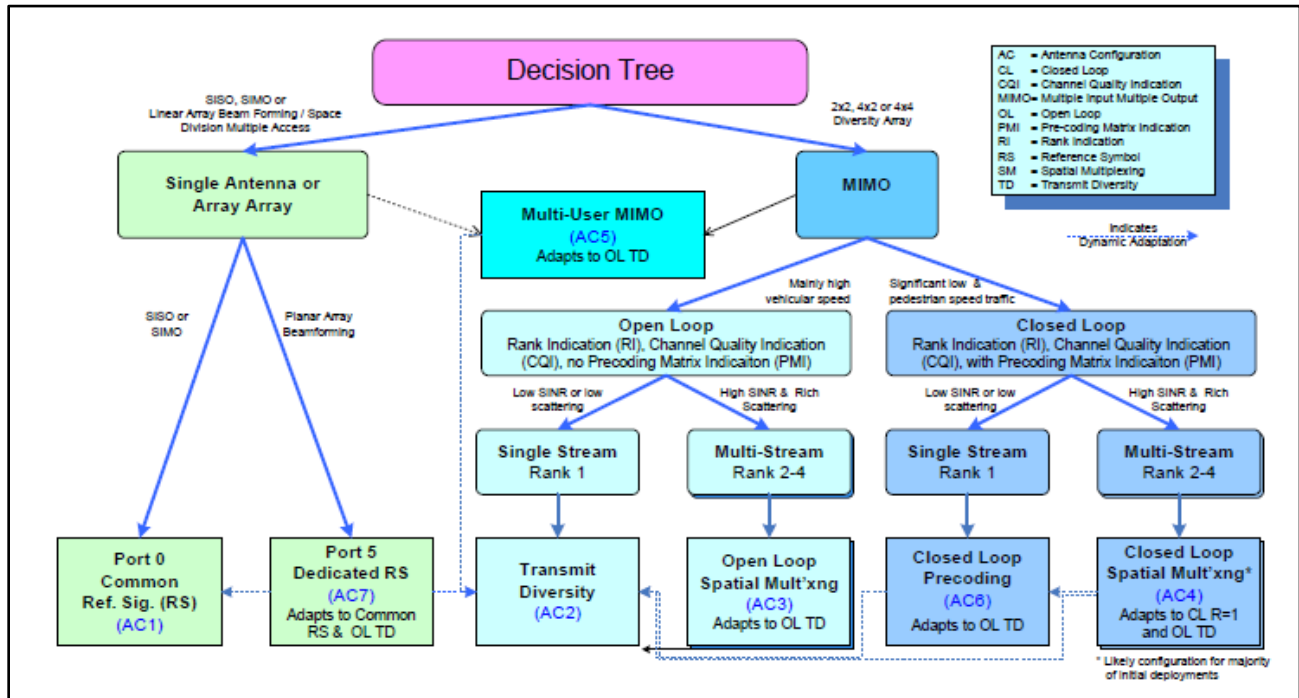 Decision Tree
AC = Antenna Configuration
CL = Closed Loop
CQI = Channel Quality Indication
MIMO= Multiple Input Multiple Output
OL = Open Loop
PMI = Pre-coding Matrix Indication
RI = Rank Indication
RS = Reference Symbol
SM = Spatial Multiplexing
TD = Transmit Diversity
Indicates
Dynamic Adaptation
SISO, SIMO or
Linear Array Beam Forming / Space
Division Multiple Access
2x2, 4x2 or 4x4
Diversity Array
Single Antenna or
Array Array
MIMO
Multi-User MIMO
(AC5)
Adapts to OL TD
Mainly high
vehicular speed
Significant low &
pedestrian speed traffic
SISO or
SIMO
Planar Array
Beamforming
Open Loop
Rank Indication (RI), Channel Quality Indication
(CQI), no Precoding Matrix Indicaiton (PMI)
Closed Loop
Rank Indication (RI), Channel Quality Indication
(CQI), with Precoding Matrix Indicaiton (PMI)
Low SINR or low
scattering
High SINR & Rich
Scattering
Low SINR or low
scattering
High SINR & Rich
Scattering
Single Stream
Rank 1
Multi-Stream
Rank 2-4
Single Stream
Rank 1
Multi-Stream
Rank 2-4
Port 0
Common
Ref. Sig. (RS)
(AC1)
Port 5
Dedicated RS
(AC7)
Adapts to Common
RS & OL TD
Transmit
Diversity
(AC2)
Open Loop
Spatial Mult'xng
(AC3)
Adapts to OL TD
Closed Loop
Precoding
(AC6)
Adapts to OL TD
Closed Loop
Spatial Mult'xng*
(AC4)
Adapts to CL R=1
and OL TD
* Likely configuration for majority
of initial deployments